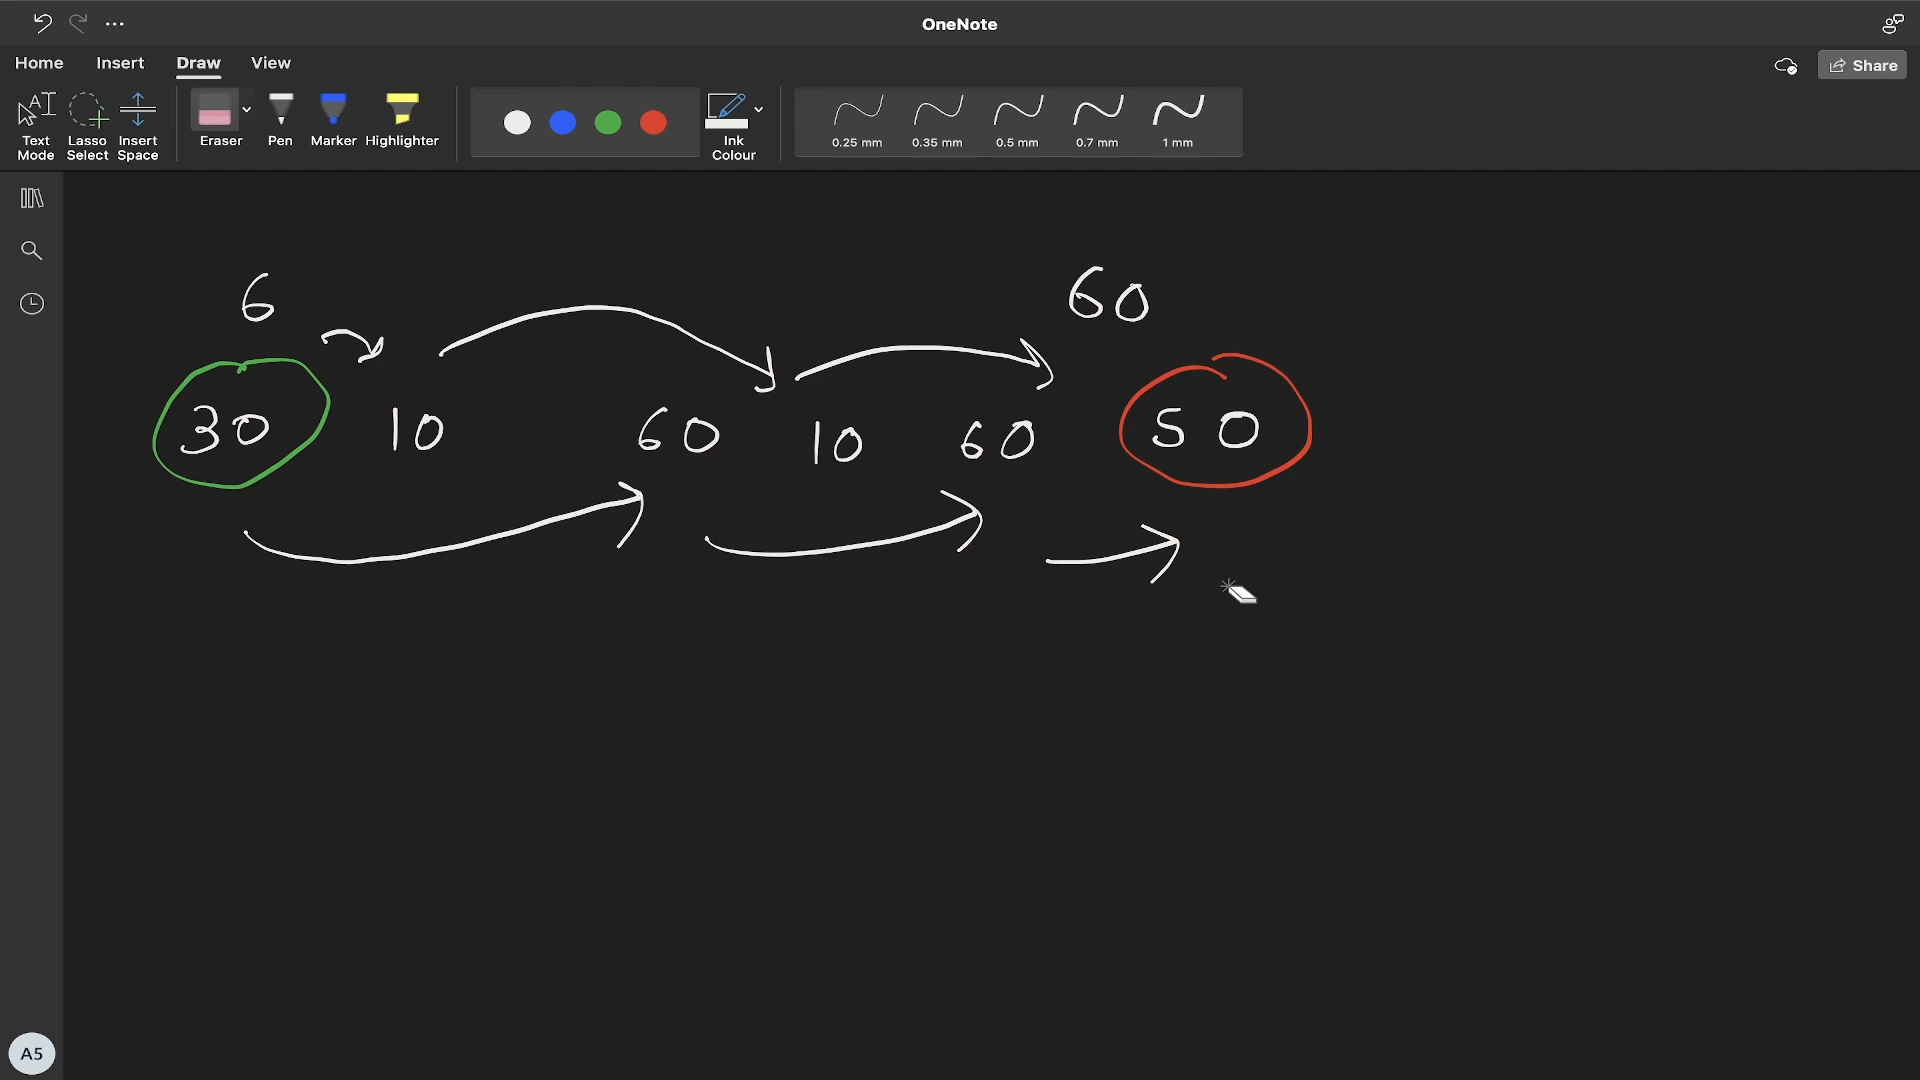 OneNote
Home Insert Draw View Share
Text Mode Lasso Select Insert Space Eraser Pen Marker Highlighter Ink Colour 0.25 mm 0.35 mm 0.5 mm 0.7 mm 1 mm
6 60
30 10 60 10 60 50
A5